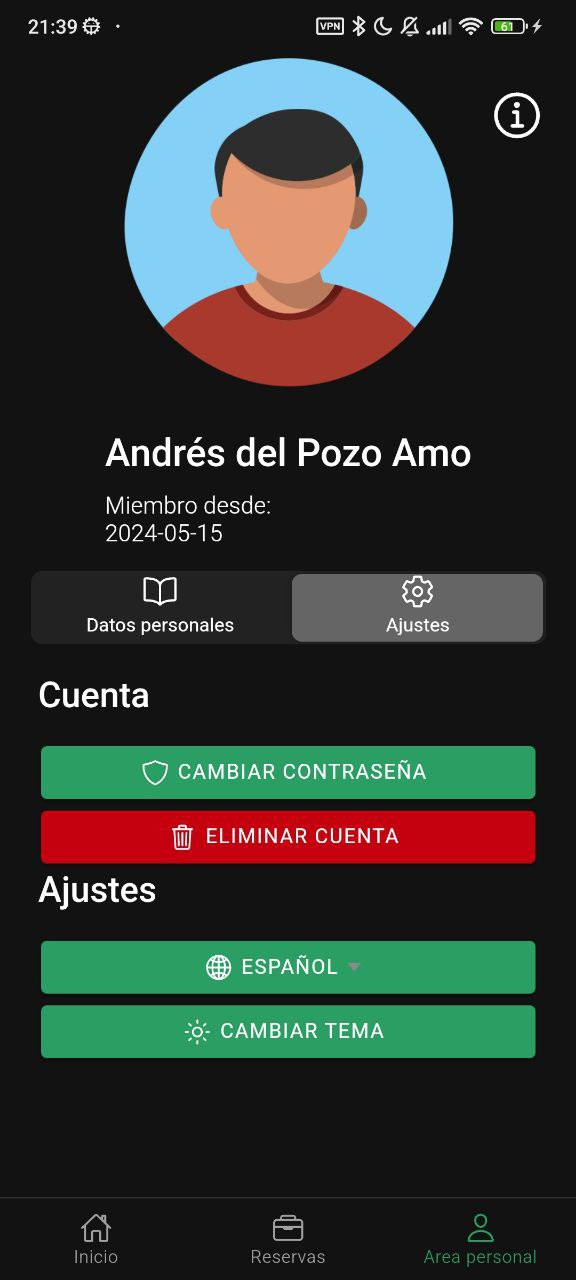 21:39
VPN
61
Andrés del Pozo Amo
Miembro desde:
2024-05-15
Datos personales
Ajustes
Cuenta
CAMBIAR CONTRASEÑA
ELIMINAR CUENTA
Ajustes
ESPAÑOL
CAMBIAR TEMA
Inicio
Reservas
Area personal